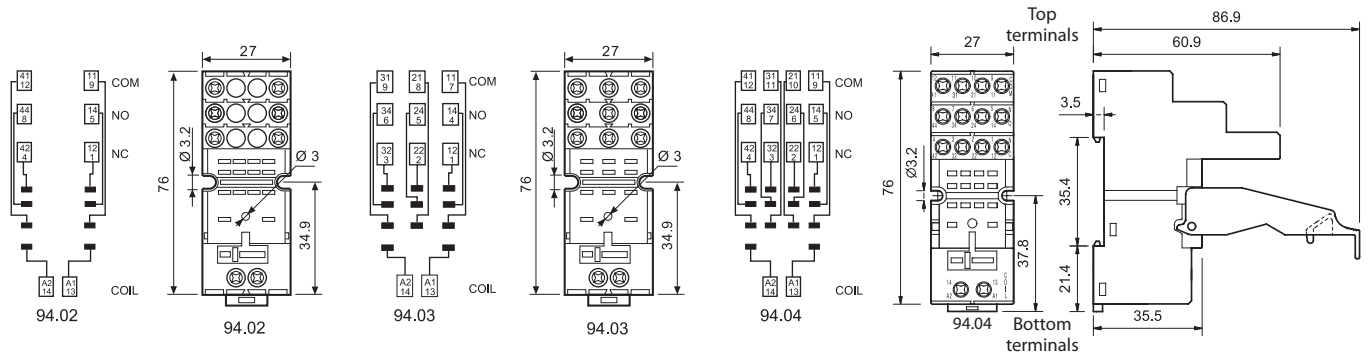 41 12
11 9
COM
44 8
14 5
NO
42 4
12 1
NC
A2 14
A1 13
COIL
94.02
27
76
Ø 3.2
Ø 3
34.9
94.02
31 9
21 8
11 7
COM
34 6
24 5
14 4
NO
32 3
22 2
12 1
NC
A2 14
A1 13
COIL
94.03
27
76
Ø 3.2
Ø 3
34.9
94.03
41 12
31 11
21 10
11 9
COM
44 8
34 7
24 6
14 5
NO
42 4
32 3
22 2
12 1
NC
A2 14
A1 13
COIL
94.04
Top
terminals
27
76
Ø3.2
37.8
14
13
A2
A1
COIL
94.04
Bottom
terminals
86.9
60.9
3.5
35.4
21.4
35.5